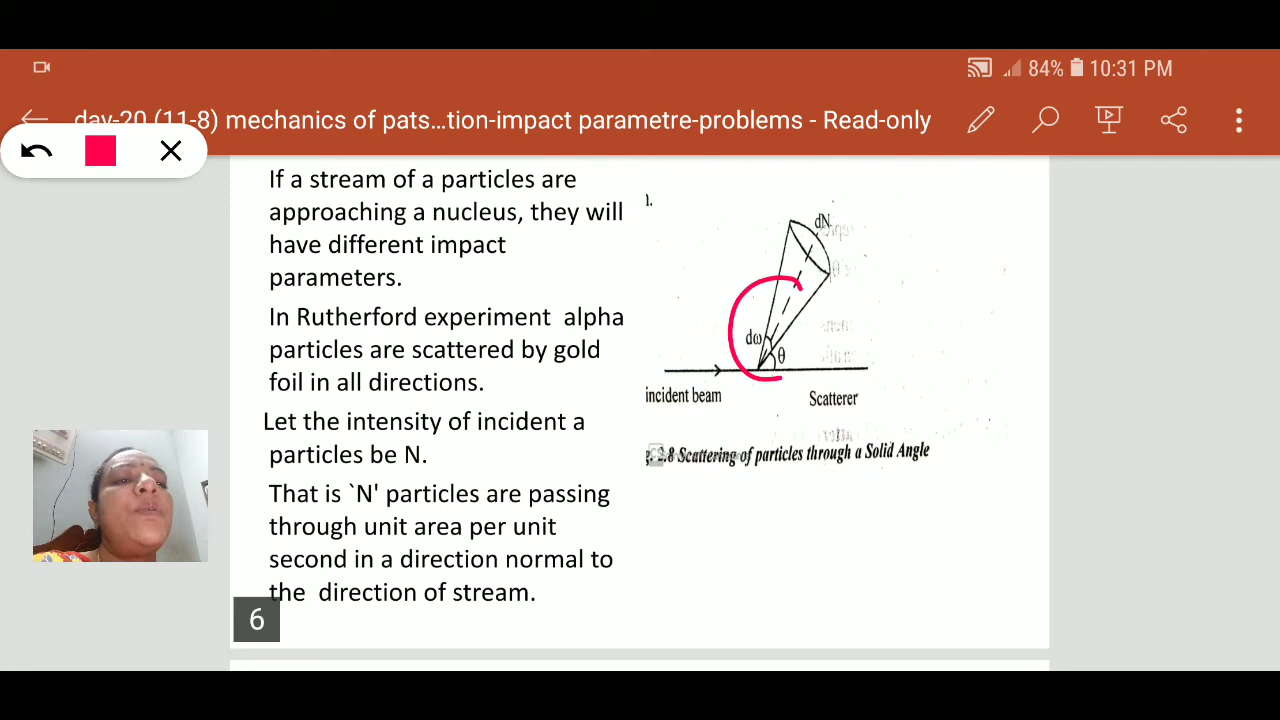 84% 10:31 PM
day-20 (11-8) mechanics of pats...tion-impact parametre-problems - Read-only
If a stream of a particles are
approaching a nucleus, they will
have different impact
parameters.
In Rutherford experiment alpha
particles are scattered by gold
foil in all directions.
Let the intensity of incident a
particles be N.
That is `N' particles are passing
through unit area per unit
second in a direction normal to
the direction of stream.
6
dN
dω
θ
incident beam
Scatterer
2.8 Scattering of particles through a Solid Angle